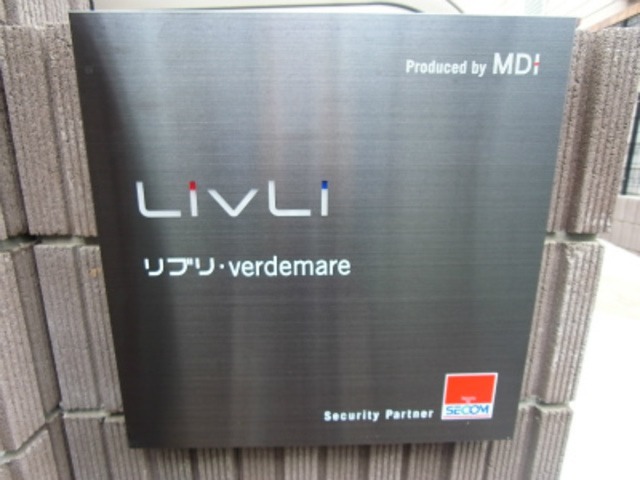 Produced by MDI
LivLi
リブリ・verdemare
Security Partner
SECOM